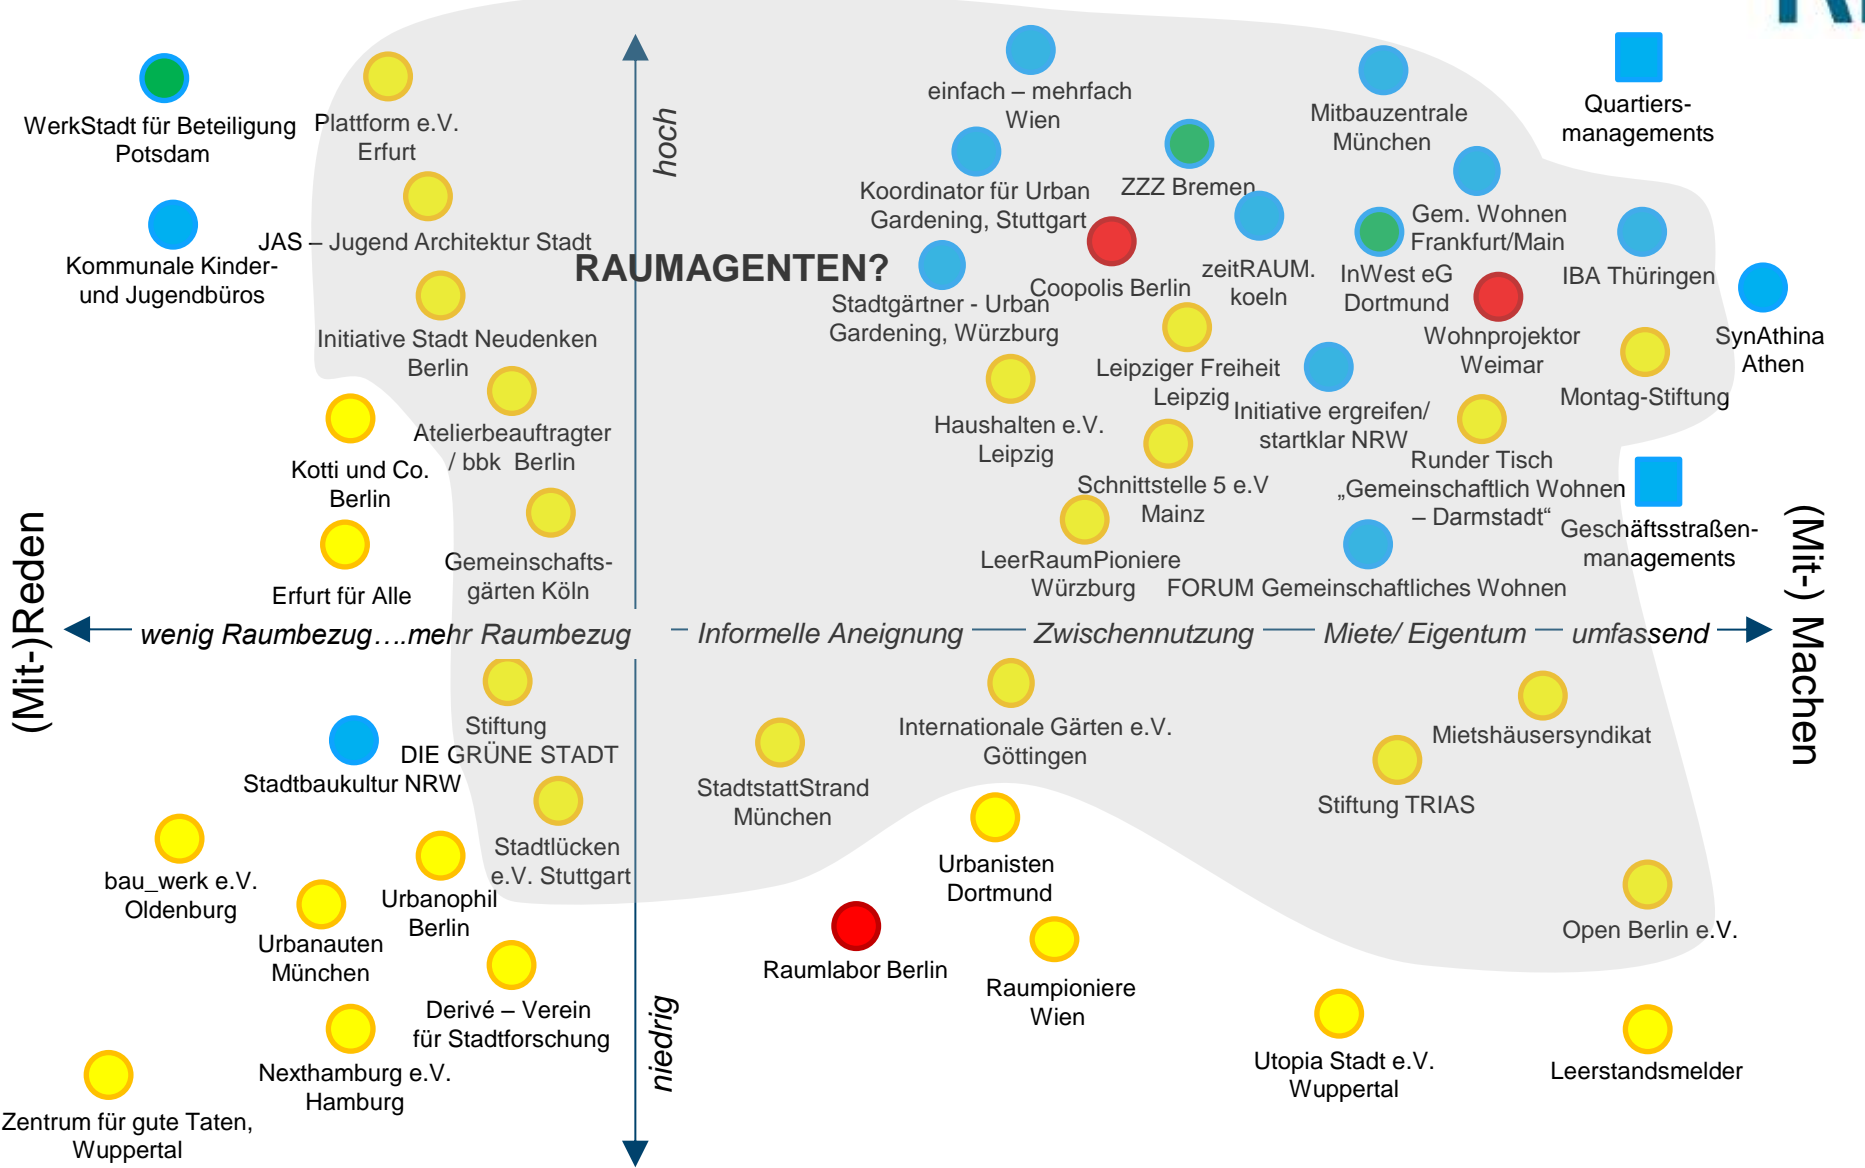 WerkStadt für Beteiligung
Potsdam
Kommunale Kinder-
und Jugendbüros
Plattform e.V.
Erfurt
JAS – Jugend Architektur Stadt
Initiative Stadt Neudenken
Berlin
Atelierbeauftragter
/ bbk Berlin
Kotti und Co.
Berlin
Erfurt für Alle
Gemeinschafts-
gärten Köln
hoch
RAUMAGENTEN?
einfach – mehrfach
Wien
Koordinator für Urban
Gardening, Stuttgart
Stadtgärtner - Urban
Gardening, Würzburg
ZZZ Bremen
Coopolis Berlin
zeitRAUM.
koeln
Mitbauzentrale
München
Gem. Wohnen
Frankfurt/Main
InWest eG
Dortmund
Wohnprojektor
Weimar
Quartiers-
managements
IBA Thüringen
SynAthina
Athen
Montag-Stiftung
Leipziger Freiheit
Leipzig
Haushalten e.V.
Leipzig
Initiative ergreifen/
startklar NRW
Schnittstelle 5 e.V
Mainz
Runder Tisch
„Gemeinschaftlich Wohnen
– Darmstadt“
Geschäftsstraßen-
managements
LeerRaumPioniere
Würzburg
FORUM Gemeinschaftliches Wohnen
(Mit-)Reden
wenig Raumbezug….mehr Raumbezug
Informelle Aneignung
Zwischennutzung
Miete/ Eigentum
umfassend
(Mit-) Machen
Stiftung
DIE GRÜNE STADT
Stadtbaukultur NRW
Stadtlücken
e.V. Stuttgart
bau_werk e.V.
Oldenburg
Urbanauten
München
Urbanophil
Berlin
Derivé – Verein
für Stadtforschung
Nexthamburg e.V.
Hamburg
Zentrum für gute Taten,
Wuppertal
niedrig
StadtstattStrand
München
Internationale Gärten e.V.
Göttingen
Urbanisten
Dortmund
Raumlabor Berlin
Raumpioniere
Wien
Mietshäusersyndikat
Stiftung TRIAS
Open Berlin e.V.
Utopia Stadt e.V.
Wuppertal
Leerstandsmelder